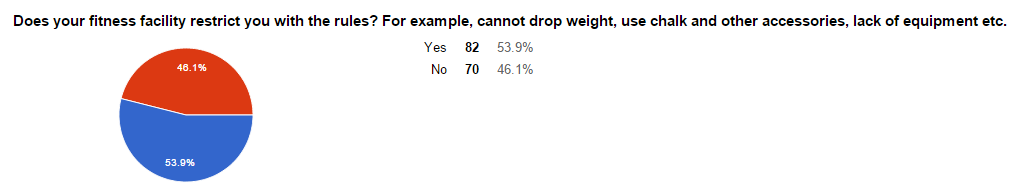 Does your fitness facility restrict you with the rules? For example, cannot drop weight, use chalk and other accessories, lack of equipment etc.
Yes 82 53.9%
No 70 46.1%
46.1%
53.9%